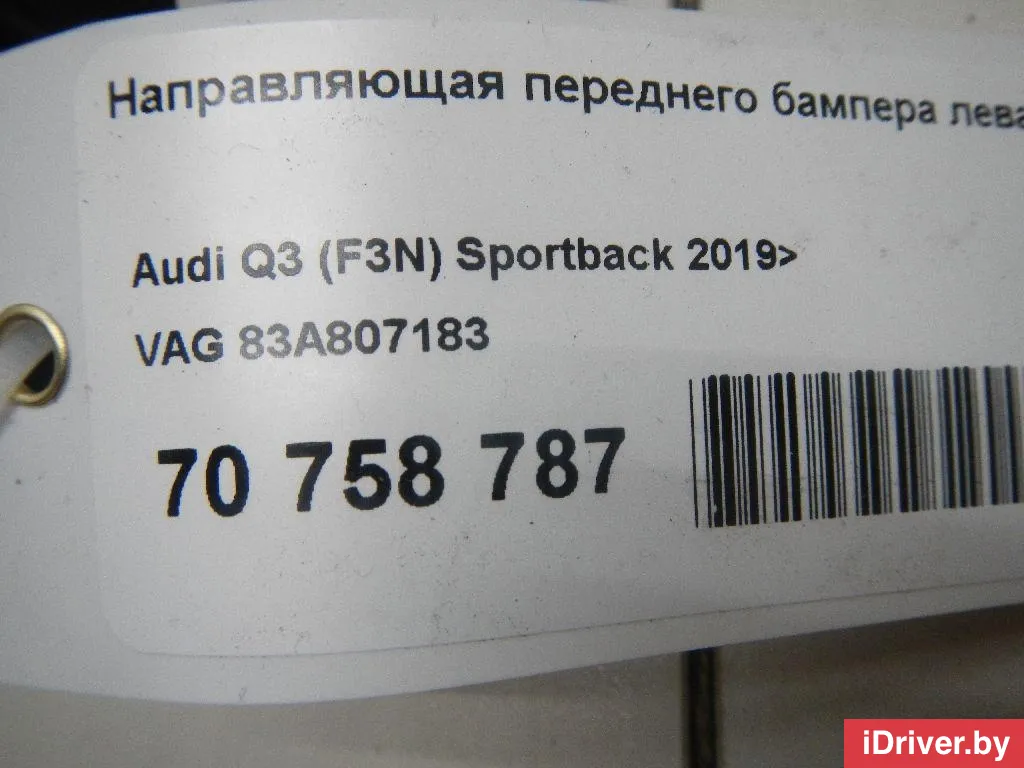 Направляющая переднего бампера лева
Audi Q3 (F3N) Sportback 2019>
VAG 83A807183
70 758 787
iDriver.by